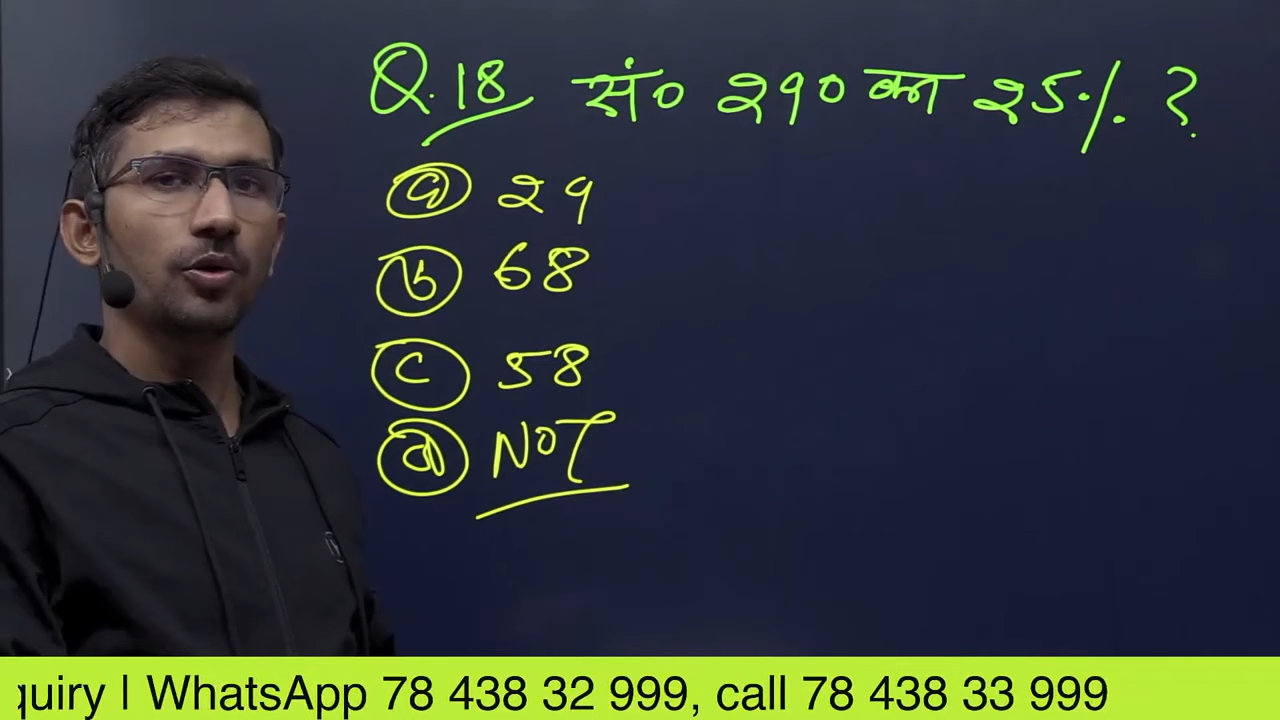 Q.18 सं० 290 का 25% ?
(a) 29
(b) 68
(c) 58
(d) NOT
quiry | WhatsApp 78 438 32 999, call 78 438 33 999